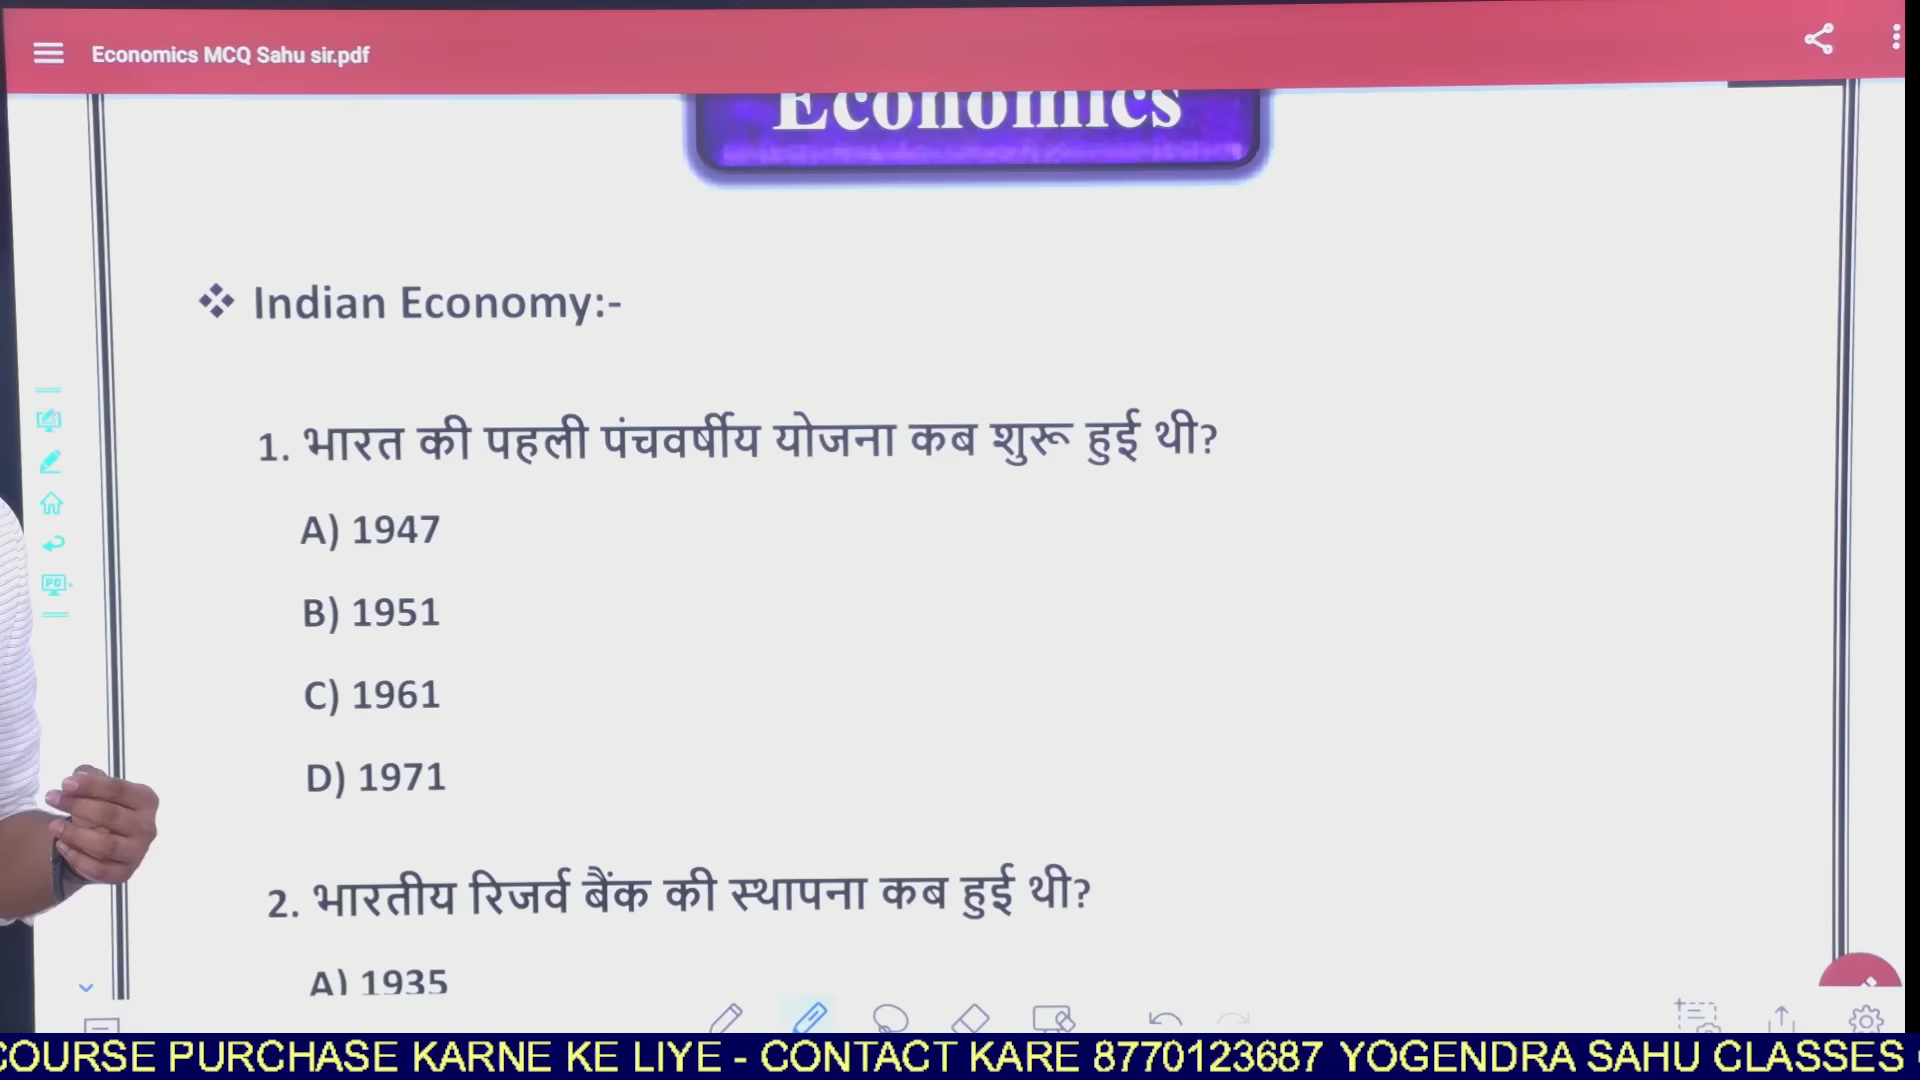 Economics MCQ Sahu sir.pdf
Economics
❖ Indian Economy:-
1. भारत की पहली पंचवर्षीय योजना कब शुरू हुई थी?
A) 1947
B) 1951
C) 1961
D) 1971
2. भारतीय रिजर्व बैंक की स्थापना कब हुई थी?
A) 1935
COURSE PURCHASE KARNE KE LIYE - CONTACT KARE 8770123687 YOGENDRA SAHU CLASSES